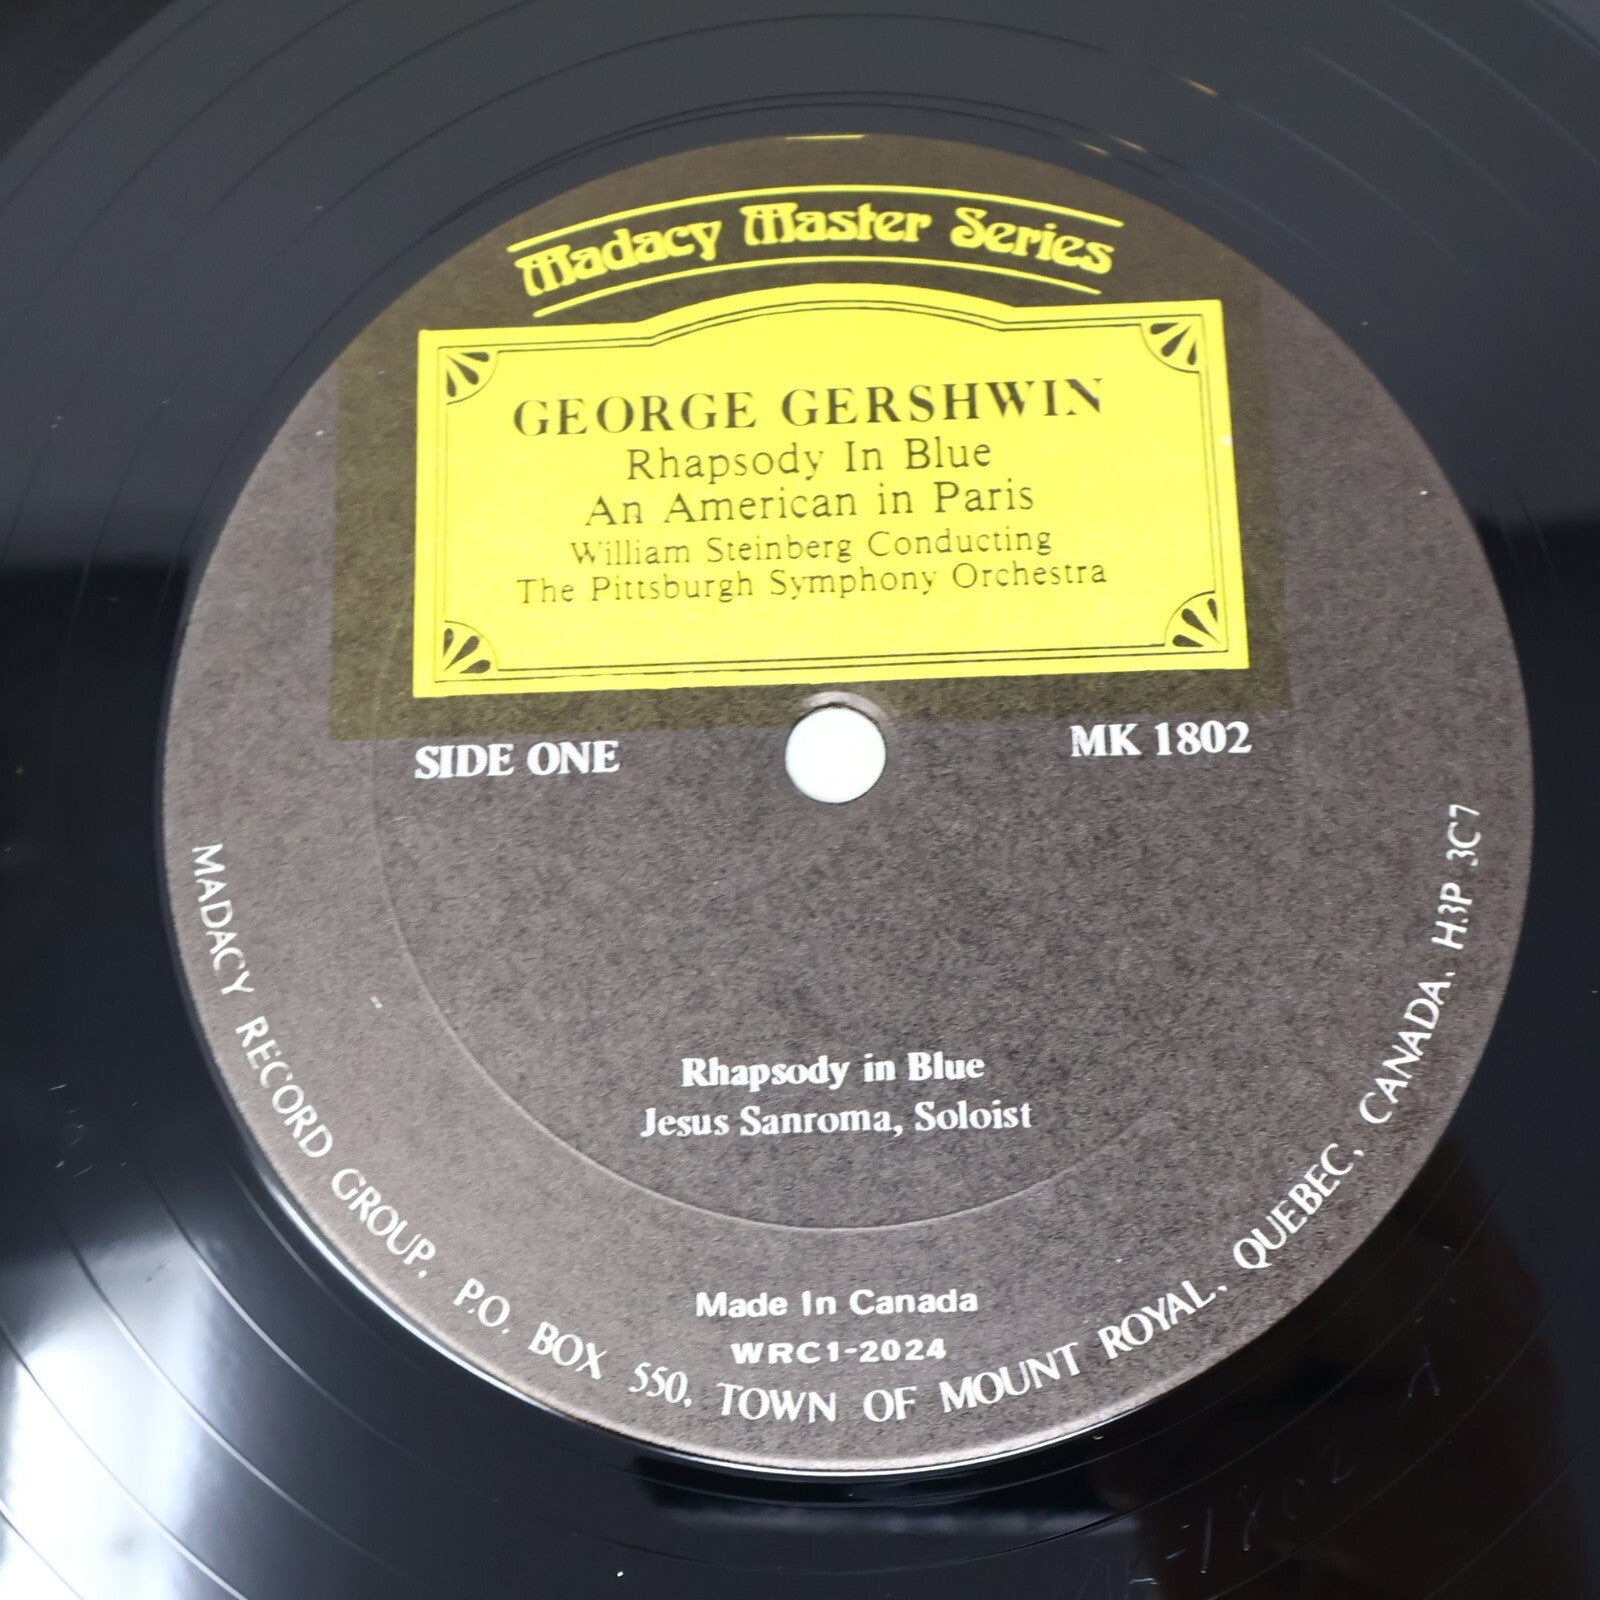 Madacy Master Series
GEORGE GERSHWIN
Rhapsody In Blue
An American in Paris
William Steinberg Conducting
The Pittsburgh Symphony Orchestra
SIDE ONE
MK 1802
Rhapsody in Blue
Jesus Sanroma, Soloist
Made In Canada
WRC1-2024
MADACY RECORD GROUP, P.O. BOX 550, TOWN OF MOUNT ROYAL, QUEBEC, CANADA, H3P 3C7